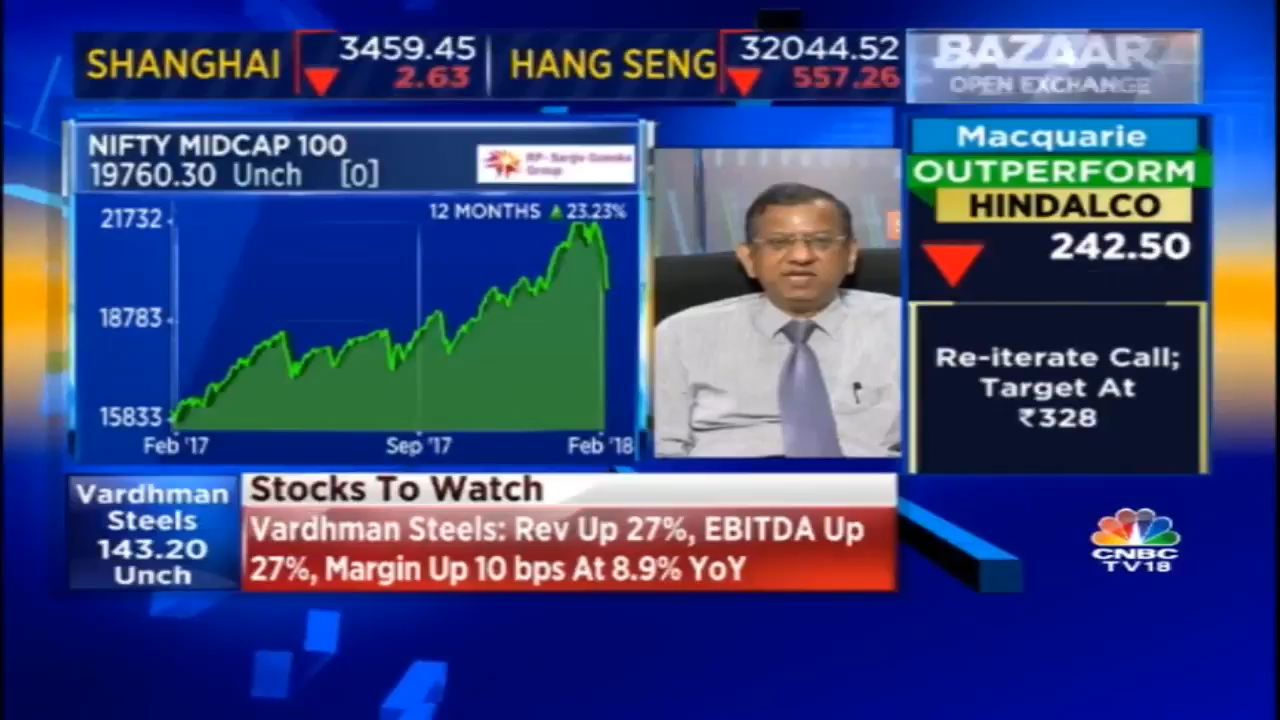 SHANGHAI 3459.45 2.63 HANG SENG 32044.52 557.26
BAZAAR
OPEN EXCHANGE
NIFTY MIDCAP 100
19760.30 Unch [0]
RP-Sanjiv Goenka
Group
12 MONTHS 23.23%
21732
18783
15833
Feb '17 Sep '17 Feb '18
Macquarie
OUTPERFORM
HINDALCO
242.50
Re-iterate Call;
Target At
₹328
Vardhman
Steels
143.20
Unch
Stocks To Watch
Vardhman Steels: Rev Up 27%, EBITDA Up
27%, Margin Up 10 bps At 8.9% YoY
CNBC
TV18